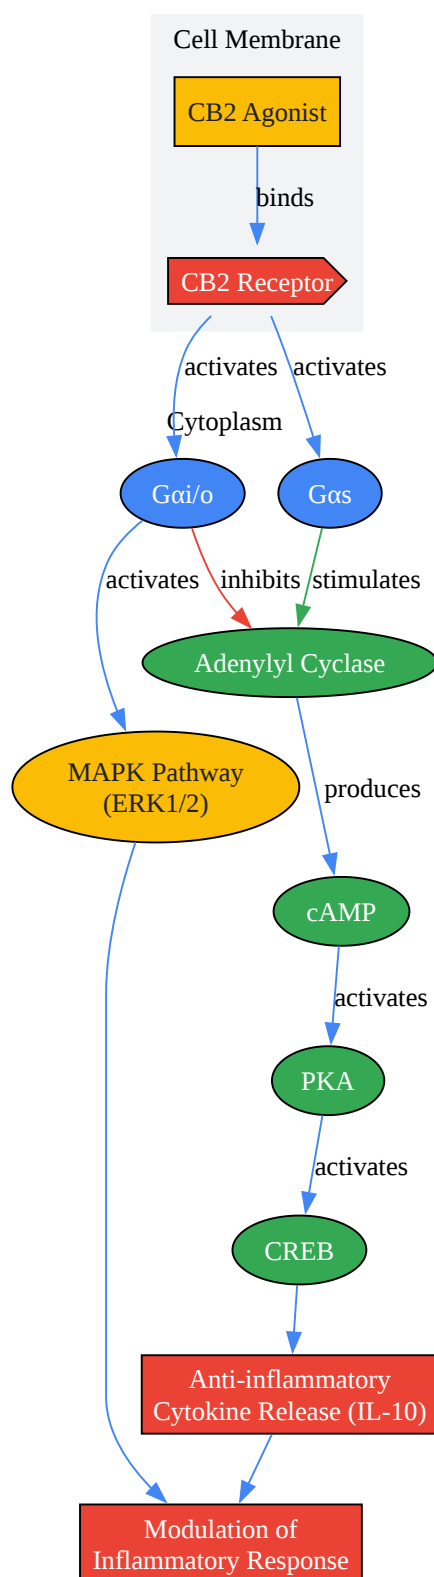 Cell Membrane
CB2 Agonist
binds
CB2 Receptor
activates
activates
Cytoplasm
Gαi/o
Gαs
activates
inhibits
stimulates
Adenylyl Cyclase
MAPK Pathway
(ERK1/2)
produces
cAMP
activates
PKA
activates
CREB
Anti-inflammatory
Cytokine Release (IL-10)
Modulation of
Inflammatory Response